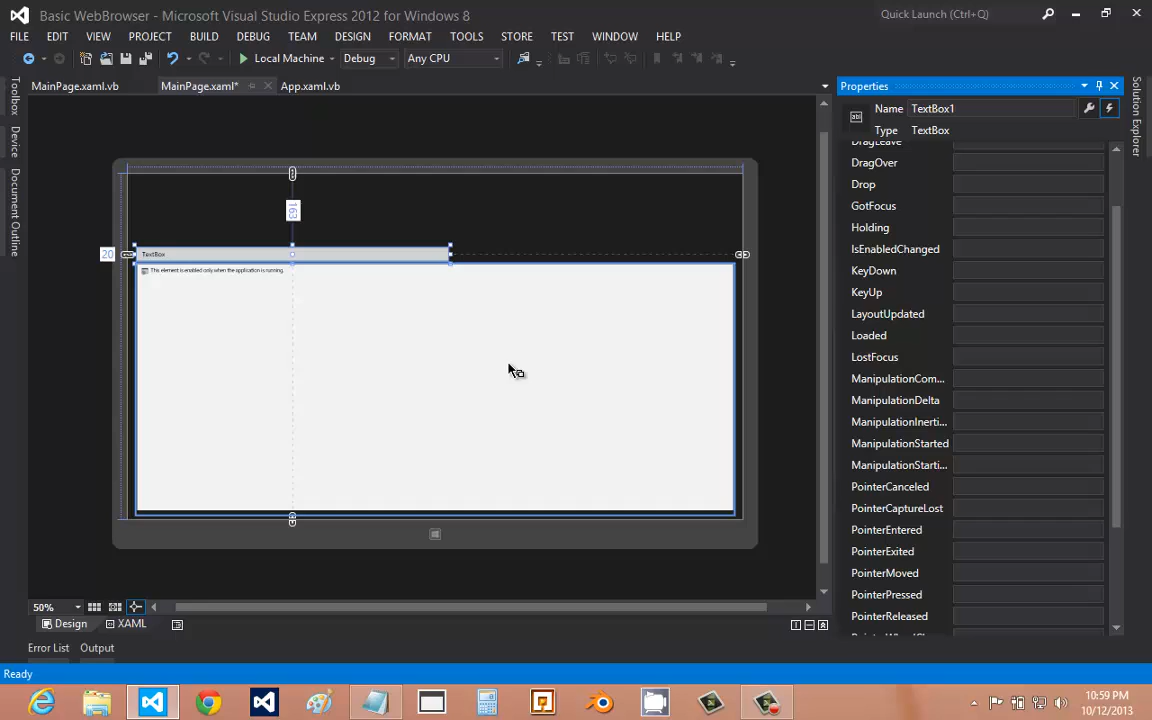 Basic WebBrowser - Microsoft Visual Studio Express 2012 for Windows 8
Quick Launch (Ctrl+Q)
FILE EDIT VIEW PROJECT BUILD DEBUG TEAM DESIGN FORMAT TOOLS STORE TEST WINDOW HELP
Local Machine Debug Any CPU
MainPage.xaml.vb MainPage.xaml* App.xaml.vb
Toolbox
Device
Document Outline
163
20
TextBox
This element is enabled only when the application is running.
50%
Design XAML
Error List Output
Ready
Properties
Name TextBox1
Type TextBox
DragLeave
DragOver
Drop
GotFocus
Holding
IsEnabledChanged
KeyDown
KeyUp
LayoutUpdated
Loaded
LostFocus
ManipulationCom...
ManipulationDelta
ManipulationInerti...
ManipulationStarted
ManipulationStarti...
PointerCanceled
PointerCaptureLost
PointerEntered
PointerExited
PointerMoved
PointerPressed
PointerReleased
Solution Explorer
10:59 PM
10/12/2013